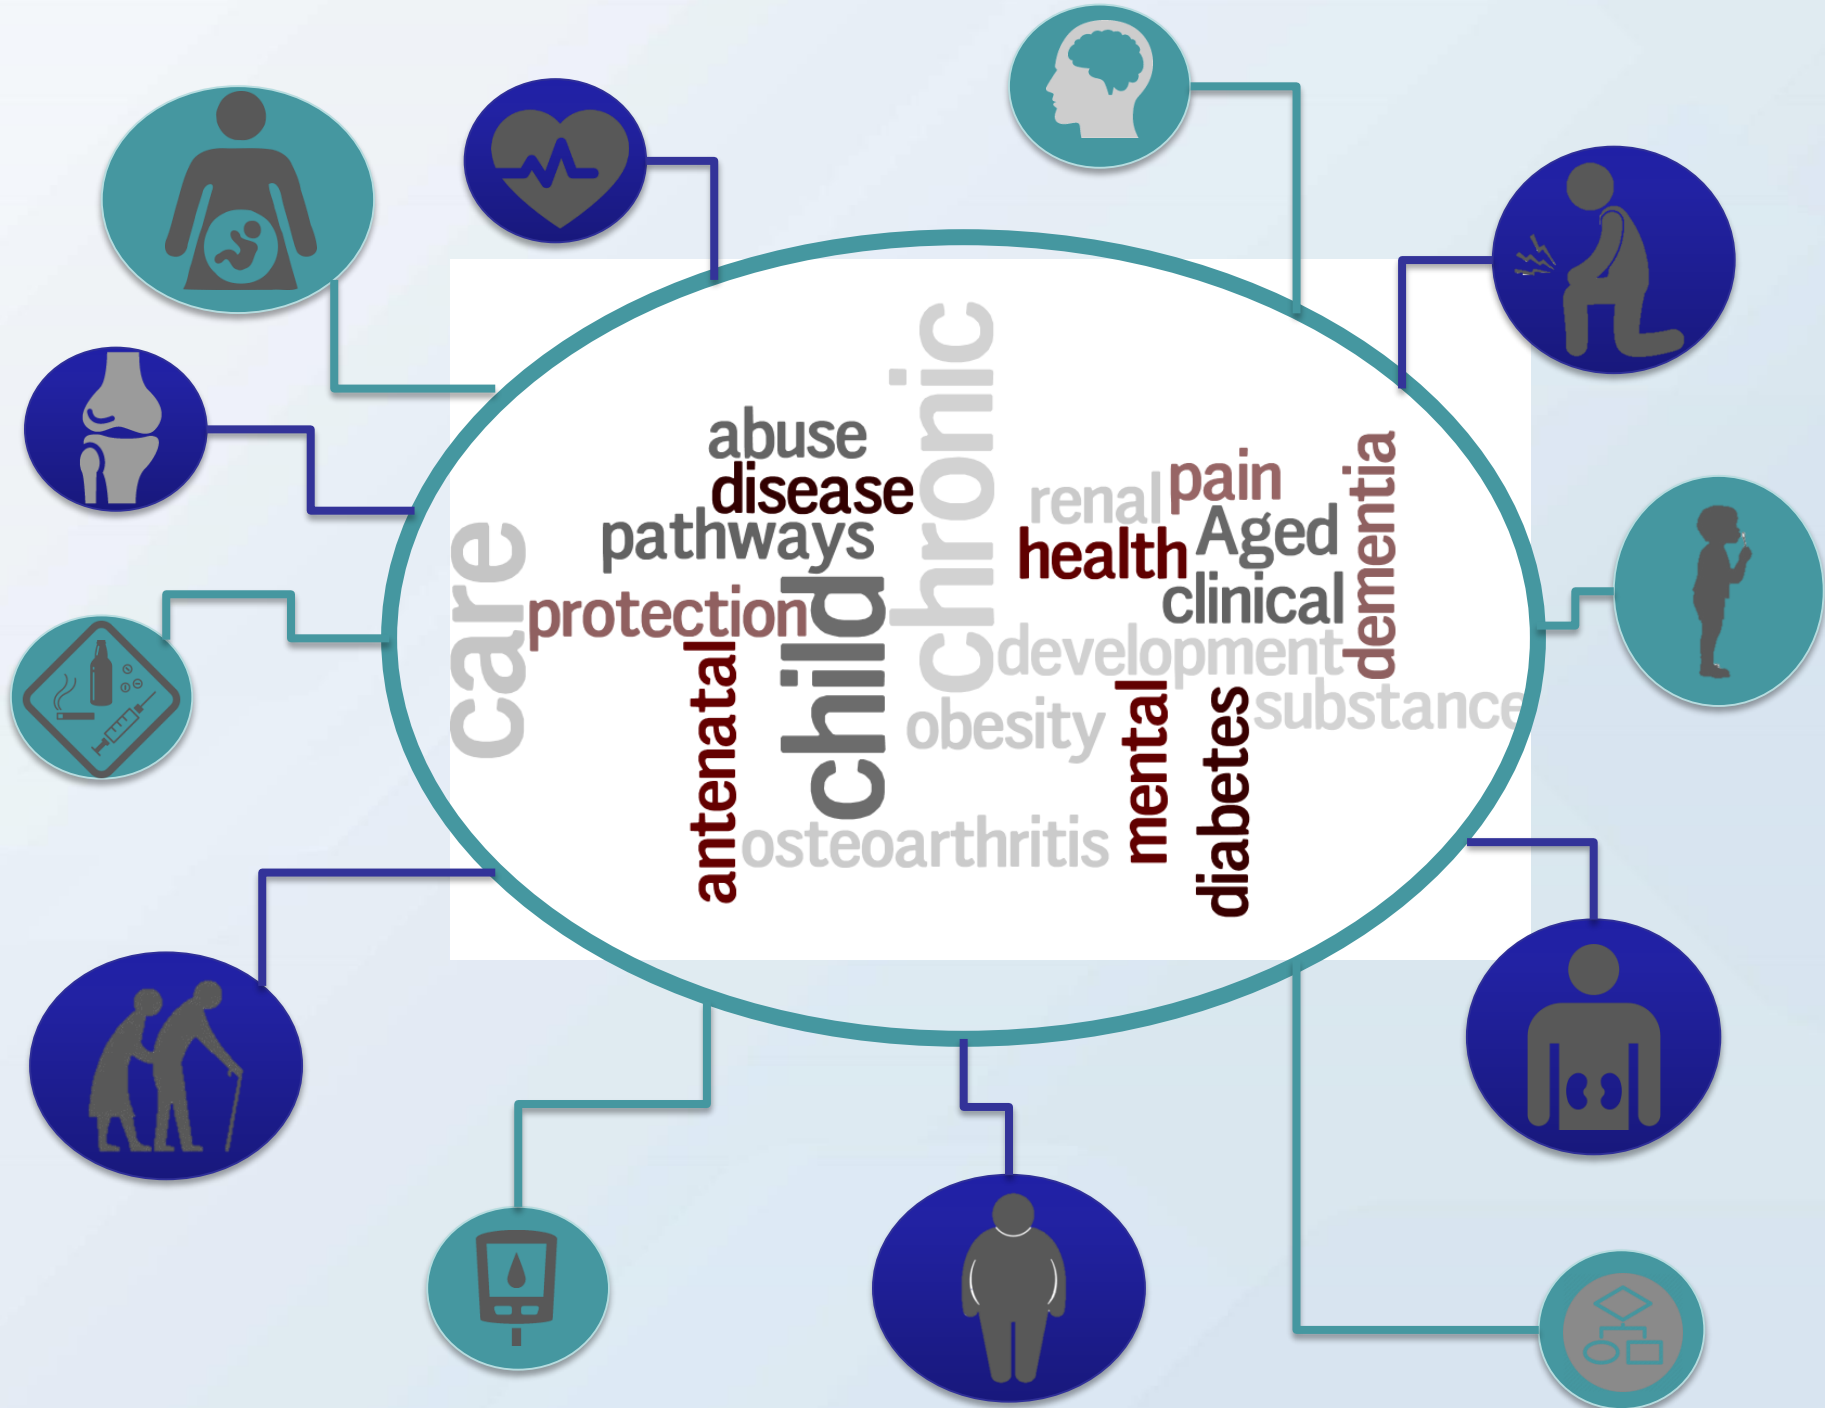 chronic
abuse
disease
pathways
care
protection
child
antenatal
renal
pain
Aged
health
clinical
dementia
development
substance
obesity
mental
diabetes
osteoarthritis